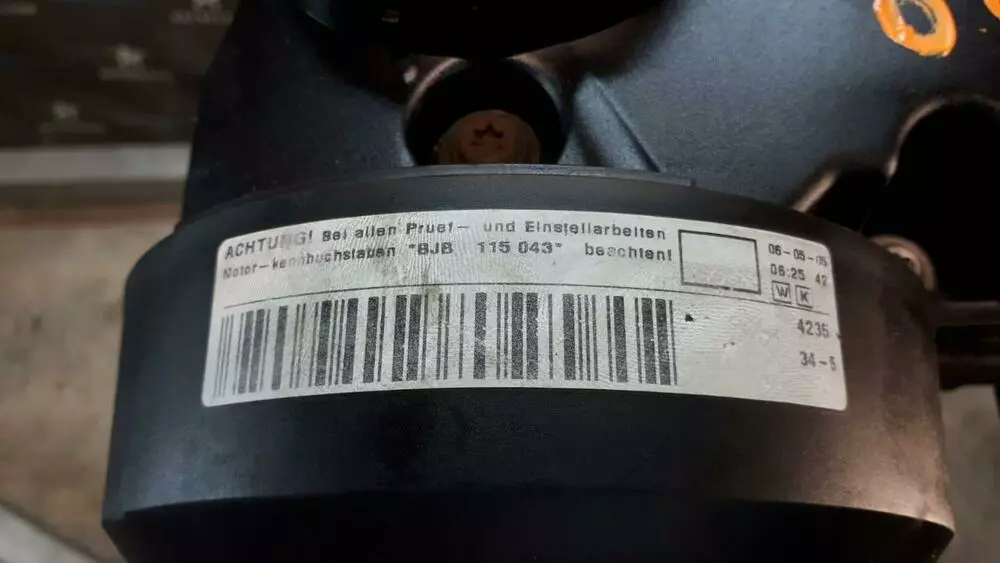 ACHTUNG! Bei allen Pruef- und Einstellarbeiten
Motor-kennbuchstaben "BJB 115 043" beachten!
06-05-05
06:25 42
W K
4235
34-5